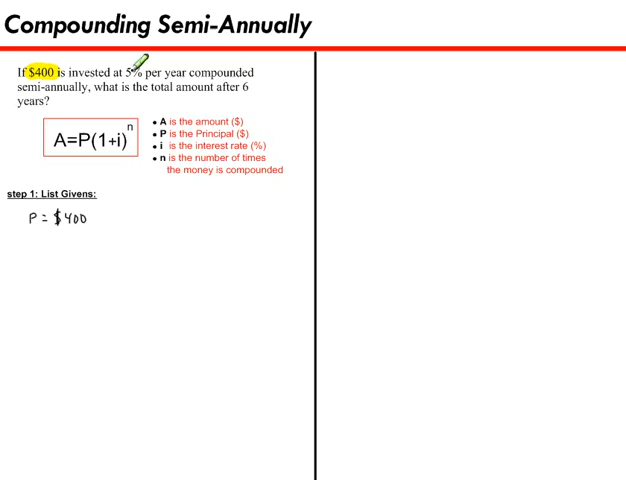 Compounding Semi-Annually
If $400 is invested at 5% per year compounded
semi-annually, what is the total amount after 6
years?
A=P(1+i)ⁿ
• A is the amount ($)
• P is the Principal ($)
• i is the interest rate (%)
• n is the number of times
the money is compounded
step 1: List Givens:
P = $400